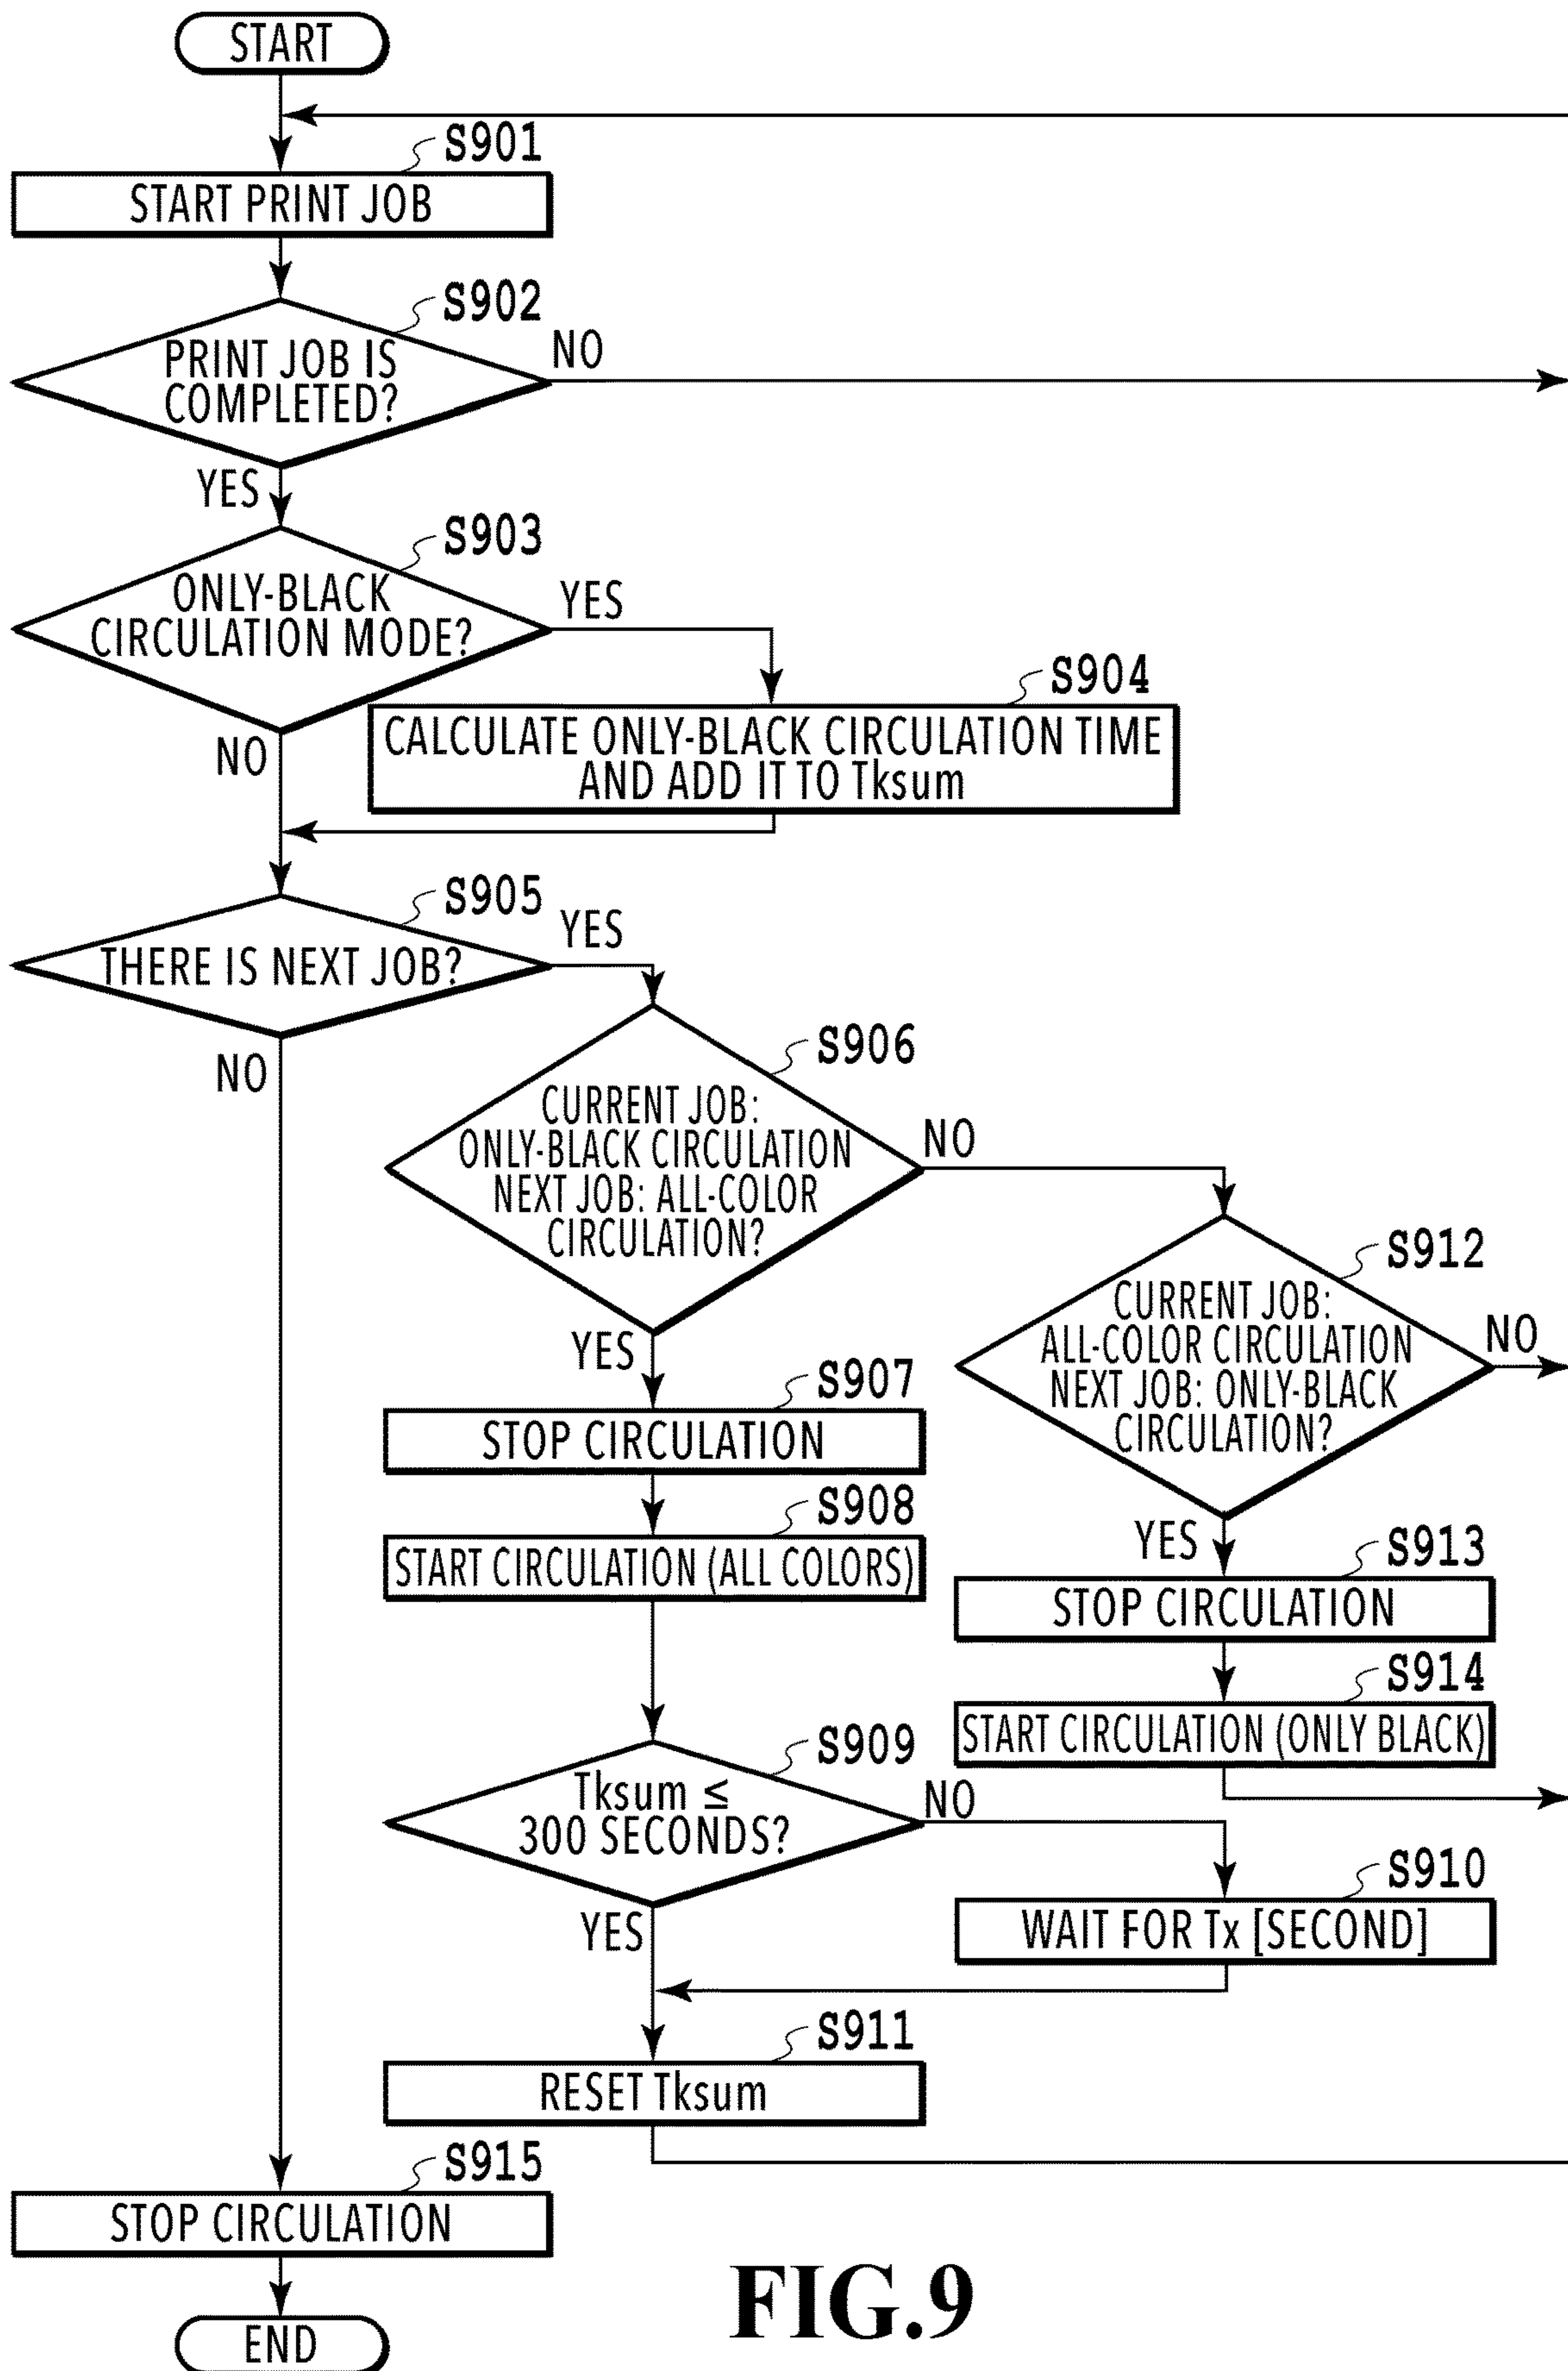 START
S901
START PRINT JOB
S902
PRINT JOB IS
COMPLETED?
NO
YES
S903
ONLY-BLACK
CIRCULATION MODE?
YES
NO
S904
CALCULATE ONLY-BLACK CIRCULATION TIME
AND ADD IT TO Tksum
S905
THERE IS NEXT JOB?
YES
NO
S906
CURRENT JOB:
ONLY-BLACK CIRCULATION
NEXT JOB: ALL-COLOR
CIRCULATION?
NO
YES
S912
CURRENT JOB:
ALL-COLOR CIRCULATION
NEXT JOB: ONLY-BLACK
CIRCULATION?
NO
YES
S907
STOP CIRCULATION
S908
START CIRCULATION (ALL COLORS)
S913
STOP CIRCULATION
S914
START CIRCULATION (ONLY BLACK)
S909
Tksum ≤
300 SECONDS?
NO
YES
S910
WAIT FOR Tx [SECOND]
S911
RESET Tksum
S915
STOP CIRCULATION
END
FIG.9